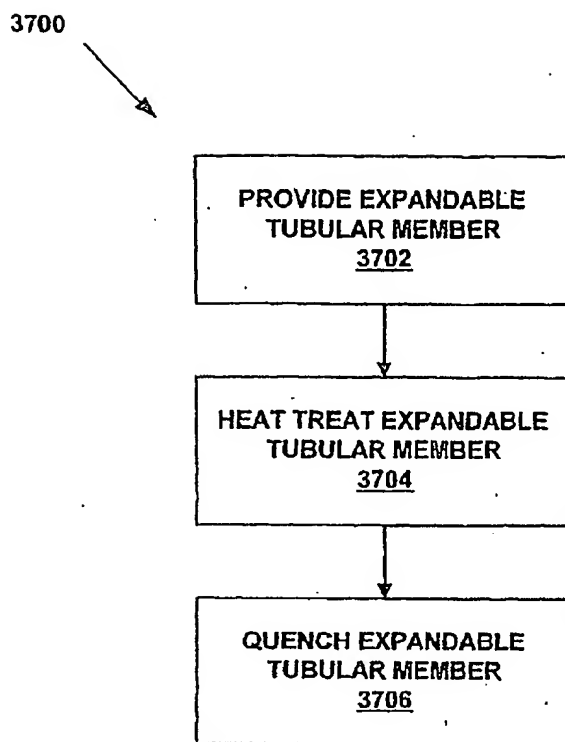 3700
PROVIDE EXPANDABLE
TUBULAR MEMBER
3702
HEAT TREAT EXPANDABLE
TUBULAR MEMBER
3704
QUENCH EXPANDABLE
TUBULAR MEMBER
3706